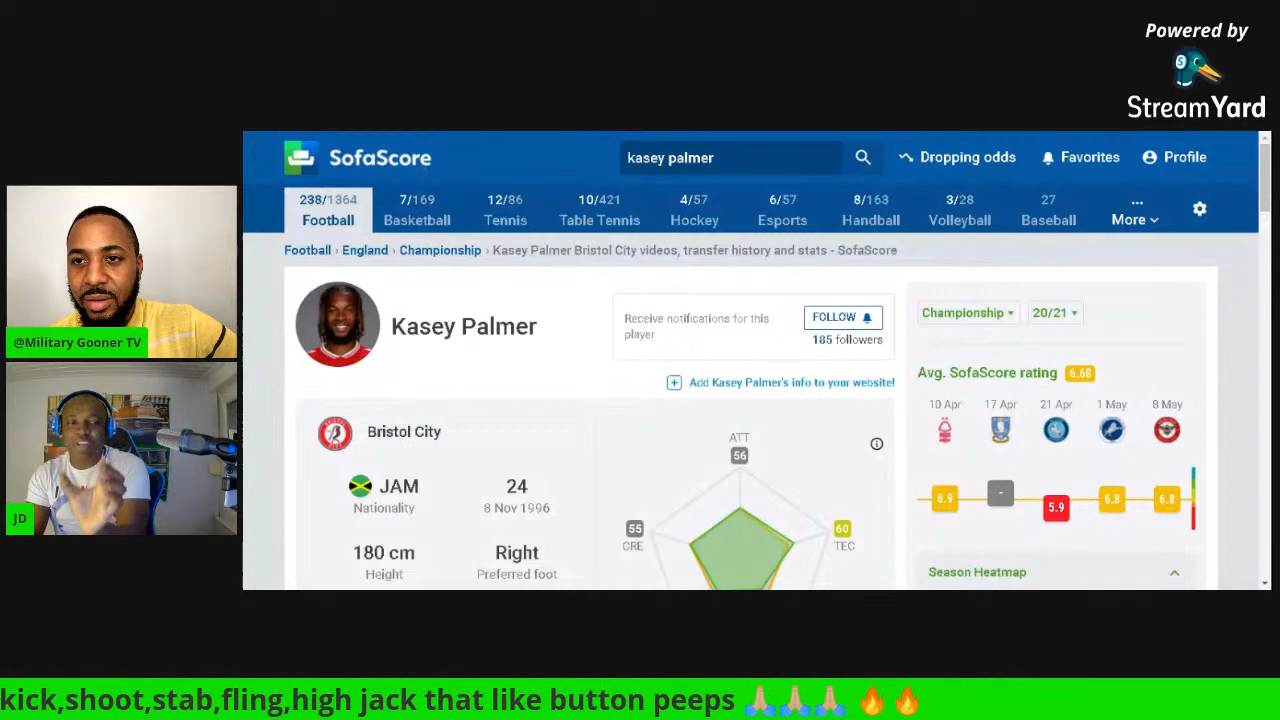 Powered by
StreamYard
SofaScore
kasey palmer
Dropping odds
Favorites
Profile
238/1364
Football
7/169
Basketball
12/86
Tennis
10/421
Table Tennis
4/57
Hockey
6/57
Esports
8/163
Handball
3/28
Volleyball
27
Baseball
...
More
Football › England › Championship › Kasey Palmer Bristol City videos, transfer history and stats - SofaScore
Kasey Palmer
Receive notifications for this
player
FOLLOW
185 followers
Add Kasey Palmer's info to your website!
Championship
20/21
Avg. SofaScore rating 6.60
10 Apr 17 Apr 21 Apr 1 May 8 May
6.9 - 5.9 6.8 6.8
Season Heatmap
Bristol City
JAM
Nationality
24
8 Nov 1996
180 cm
Height
Right
Preferred foot
ATT
56
55
CRE
60
TEC
@Military Gooner TV
JD
kick,shoot,stab,fling,high jack that like button peeps 🙏🏽🙏🏽🙏🏽 🔥🔥